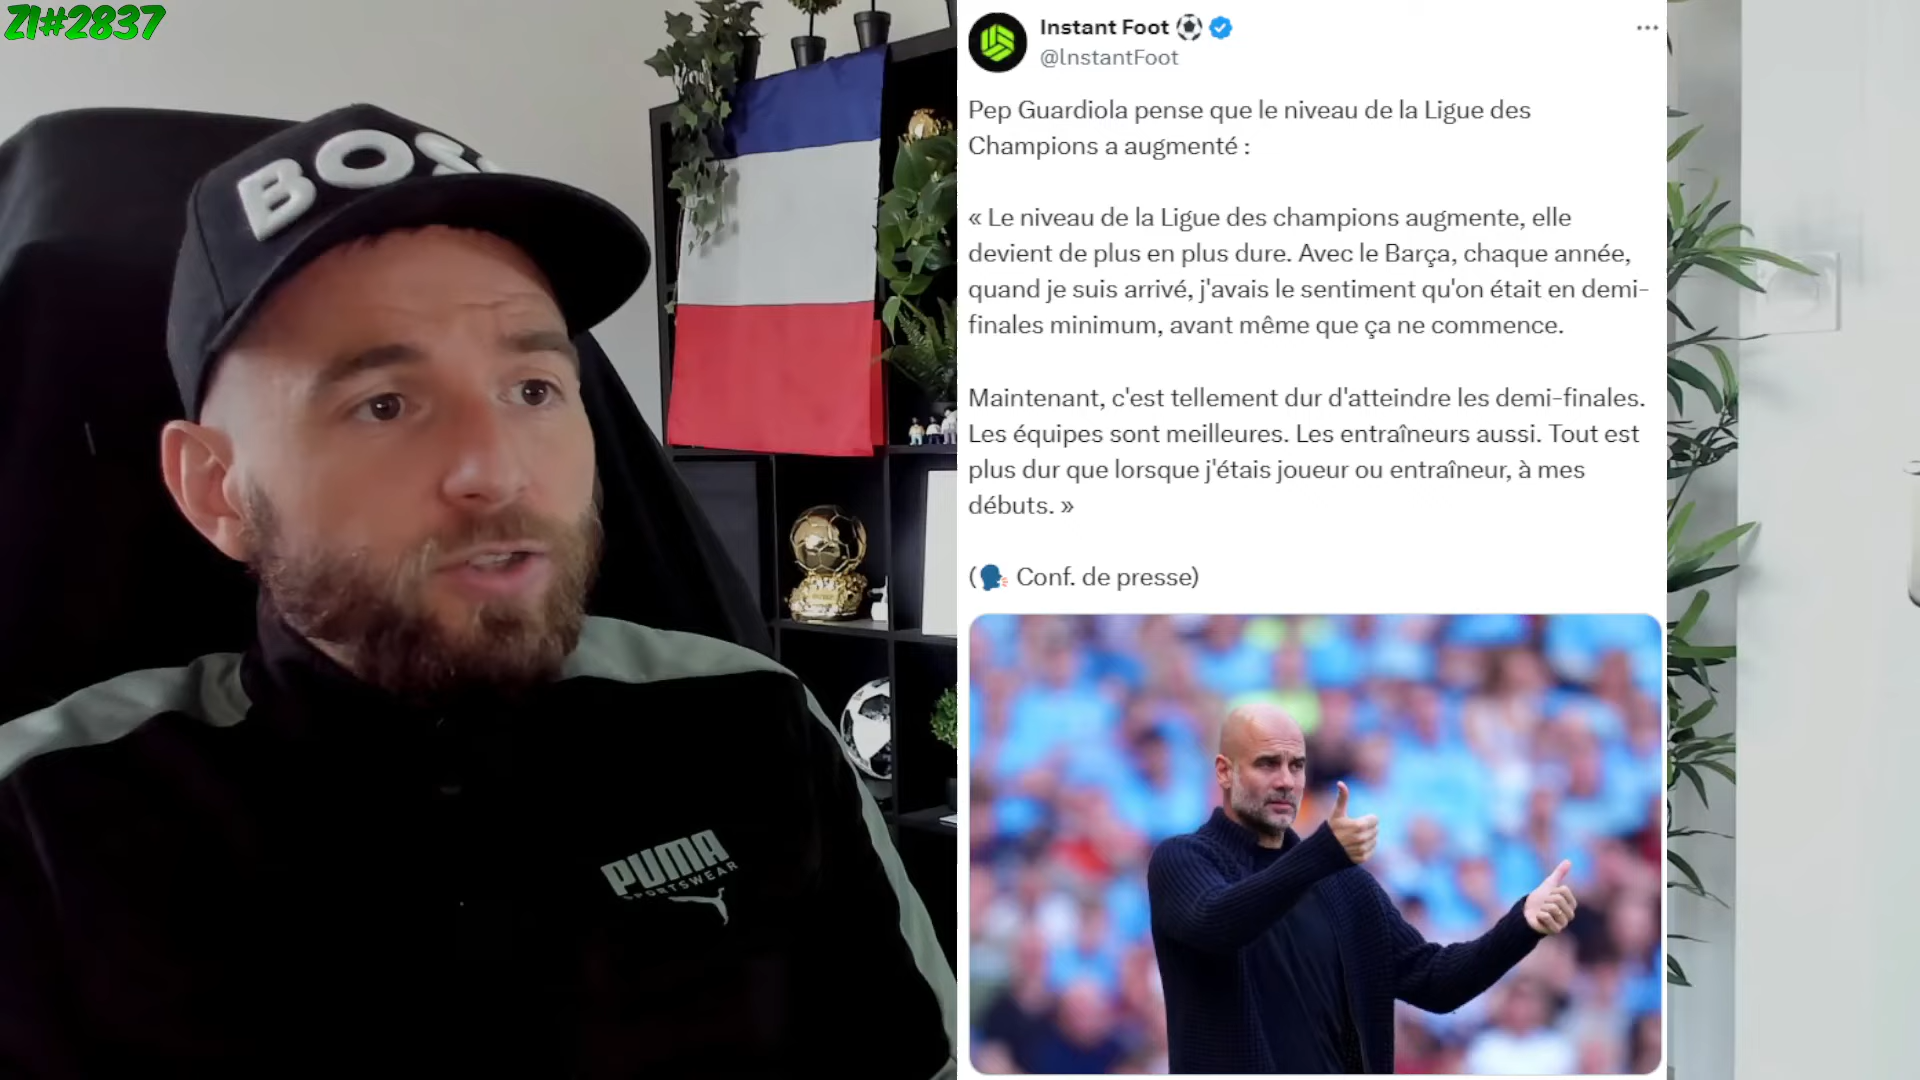 ZI#2837
BOSS
PUMA
SPORTSWEAR
Instant Foot
@lnstantFoot
Pep Guardiola pense que le niveau de la Ligue des
Champions a augmenté :
« Le niveau de la Ligue des champions augmente, elle
devient de plus en plus dure. Avec le Barça, chaque année,
quand je suis arrivé, j'avais le sentiment qu'on était en demi-
finales minimum, avant même que ça ne commence.
Maintenant, c'est tellement dur d'atteindre les demi-finales.
Les équipes sont meilleures. Les entraîneurs aussi. Tout est
plus dur que lorsque j'étais joueur ou entraîneur, à mes
débuts. »
( Conf. de presse)